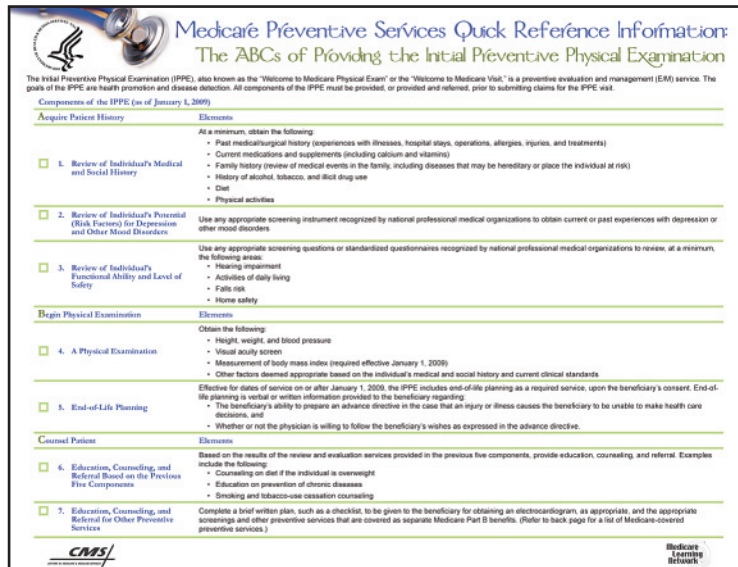 Medicare Preventive Services Quick Reference Information:
The ABCs of Providing the Initial Preventive Physical Examination
The Initial Preventive Physical Examination (IPPE), also known as the "Welcome to Medicare Physical Exam" or the "Welcome to Medicare Visit," is a preventive evaluation and management (E/M) service. The
goals of the IPPE are health promotion and disease detection. All components of the IPPE must be provided, or provided and referred, prior to submitting claims for the IPPE visit.
Components of the IPPE (as of January 1, 2009)
Acquire Patient History
Elements
1. Review of Individual's Medical
and Social History
At a minimum, obtain the following:
• Past medical/surgical history (experiences with illnesses, hospital stays, operations, allergies, injuries, and treatments)
• Current medications and supplements (including calcium and vitamins)
• Family history (review of medical events in the family, including diseases that may be hereditary or place the individual at risk)
• History of alcohol, tobacco, and illicit drug use
• Diet
• Physical activities
2. Review of Individual's Potential
(Risk Factors) for Depression
and Other Mood Disorders
Use any appropriate screening instrument recognized by national professional medical organizations to obtain current or past experiences with depression or
other mood disorders
3. Review of Individual's
Functional Ability and Level of
Safety
Use any appropriate screening questions or standardized questionnaires recognized by national professional medical organizations to review, at a minimum,
the following areas:
• Hearing impairment
• Activities of daily living
• Falls risk
• Home safety
Begin Physical Examination
Elements
4. A Physical Examination
Obtain the following:
• Height, weight, and blood pressure
• Visual acuity screen
• Measurement of body mass index (required effective January 1, 2009)
• Other factors deemed appropriate based on the individual's medical and social history and current clinical standards
5. End-of-Life Planning
Effective for dates of service on or after January 1, 2009, the IPPE includes end-of-life planning as a required service, upon the beneficiary's consent. End-of-
life planning is verbal or written information provided to the beneficiary regarding:
• The beneficiary's ability to prepare an advance directive in the case that an injury or illness causes the beneficiary to be unable to make health care
decisions, and
• Whether or not the physician is willing to follow the beneficiary's wishes as expressed in the advance directive.
Counsel Patient
Elements
6. Education, Counseling, and
Referral Based on the Previous
Five Components
Based on the results of the review and evaluation services provided in the previous five components, provide education, counseling, and referral. Examples
include the following:
• Counseling on diet if the individual is overweight
• Education on prevention of chronic diseases
• Smoking and tobacco-use cessation counseling
7. Education, Counseling, and
Referral for Other Preventive
Services
Complete a brief written plan, such as a checklist, to be given to the beneficiary for obtaining an electrocardiogram, as appropriate, and the appropriate
screenings and other preventive services that are covered as separate Medicare Part B benefits. (Refer to back page for a list of Medicare-covered
preventive services.)
CMS
Medicare
Learning
Network